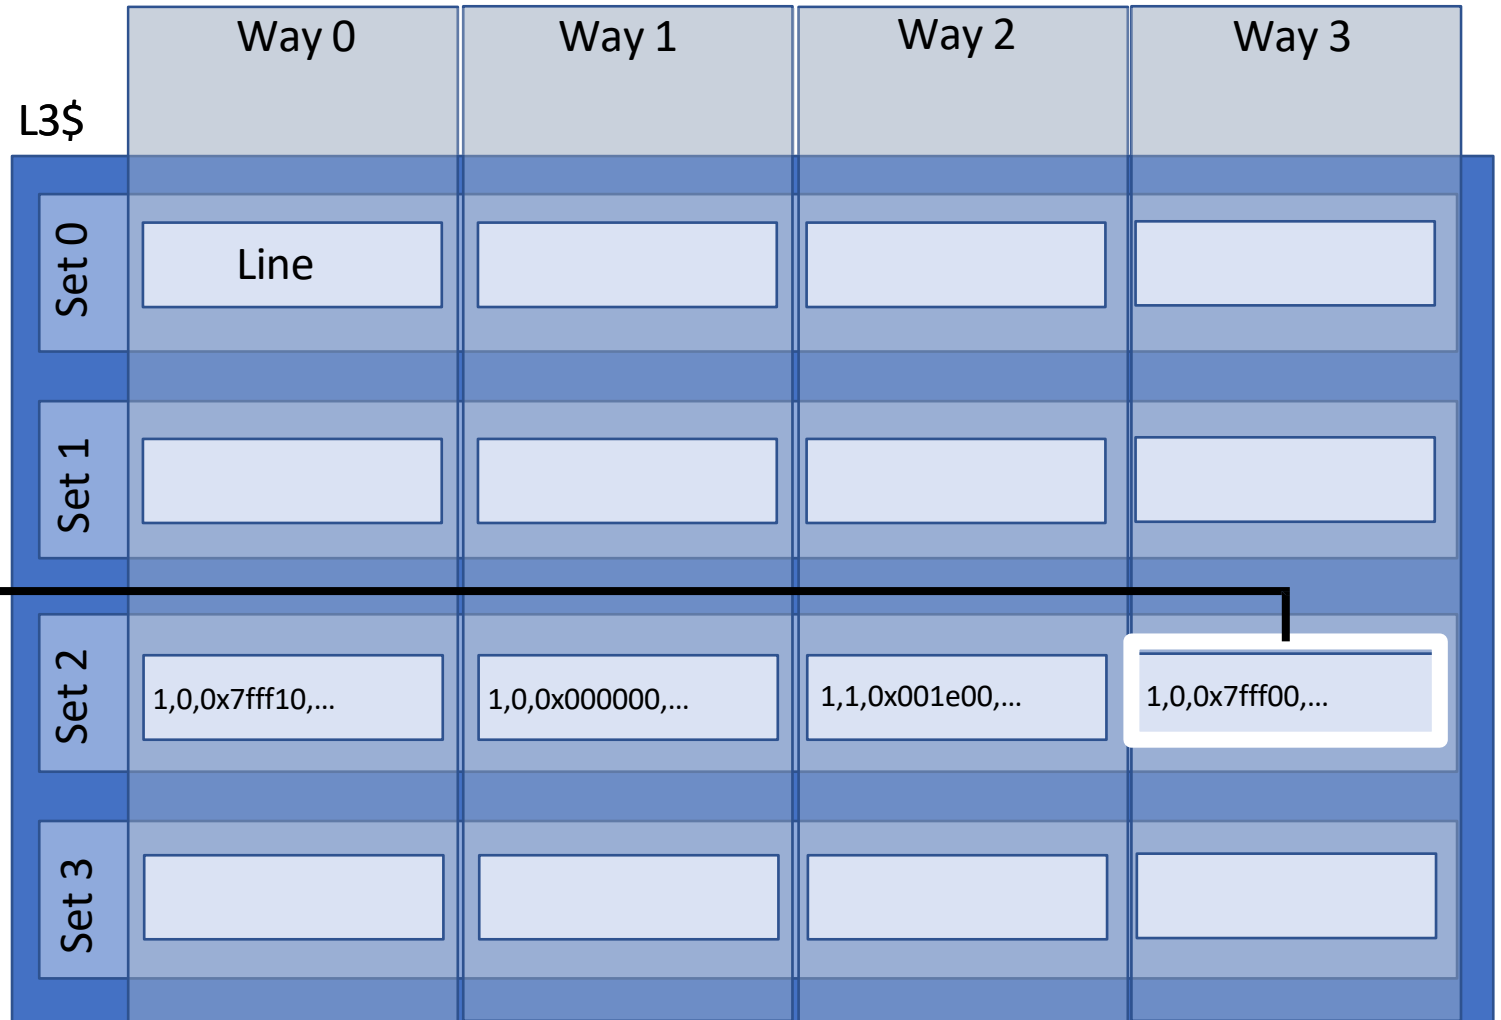 Way 0 Way 1 Way 2 Way 3
L3$
Set 0
Line
Set 1
Set 2
1,0,0x7fff10,... 1,0,0x000000,... 1,1,0x001e00,... 1,0,0x7fff00,...
Set 3